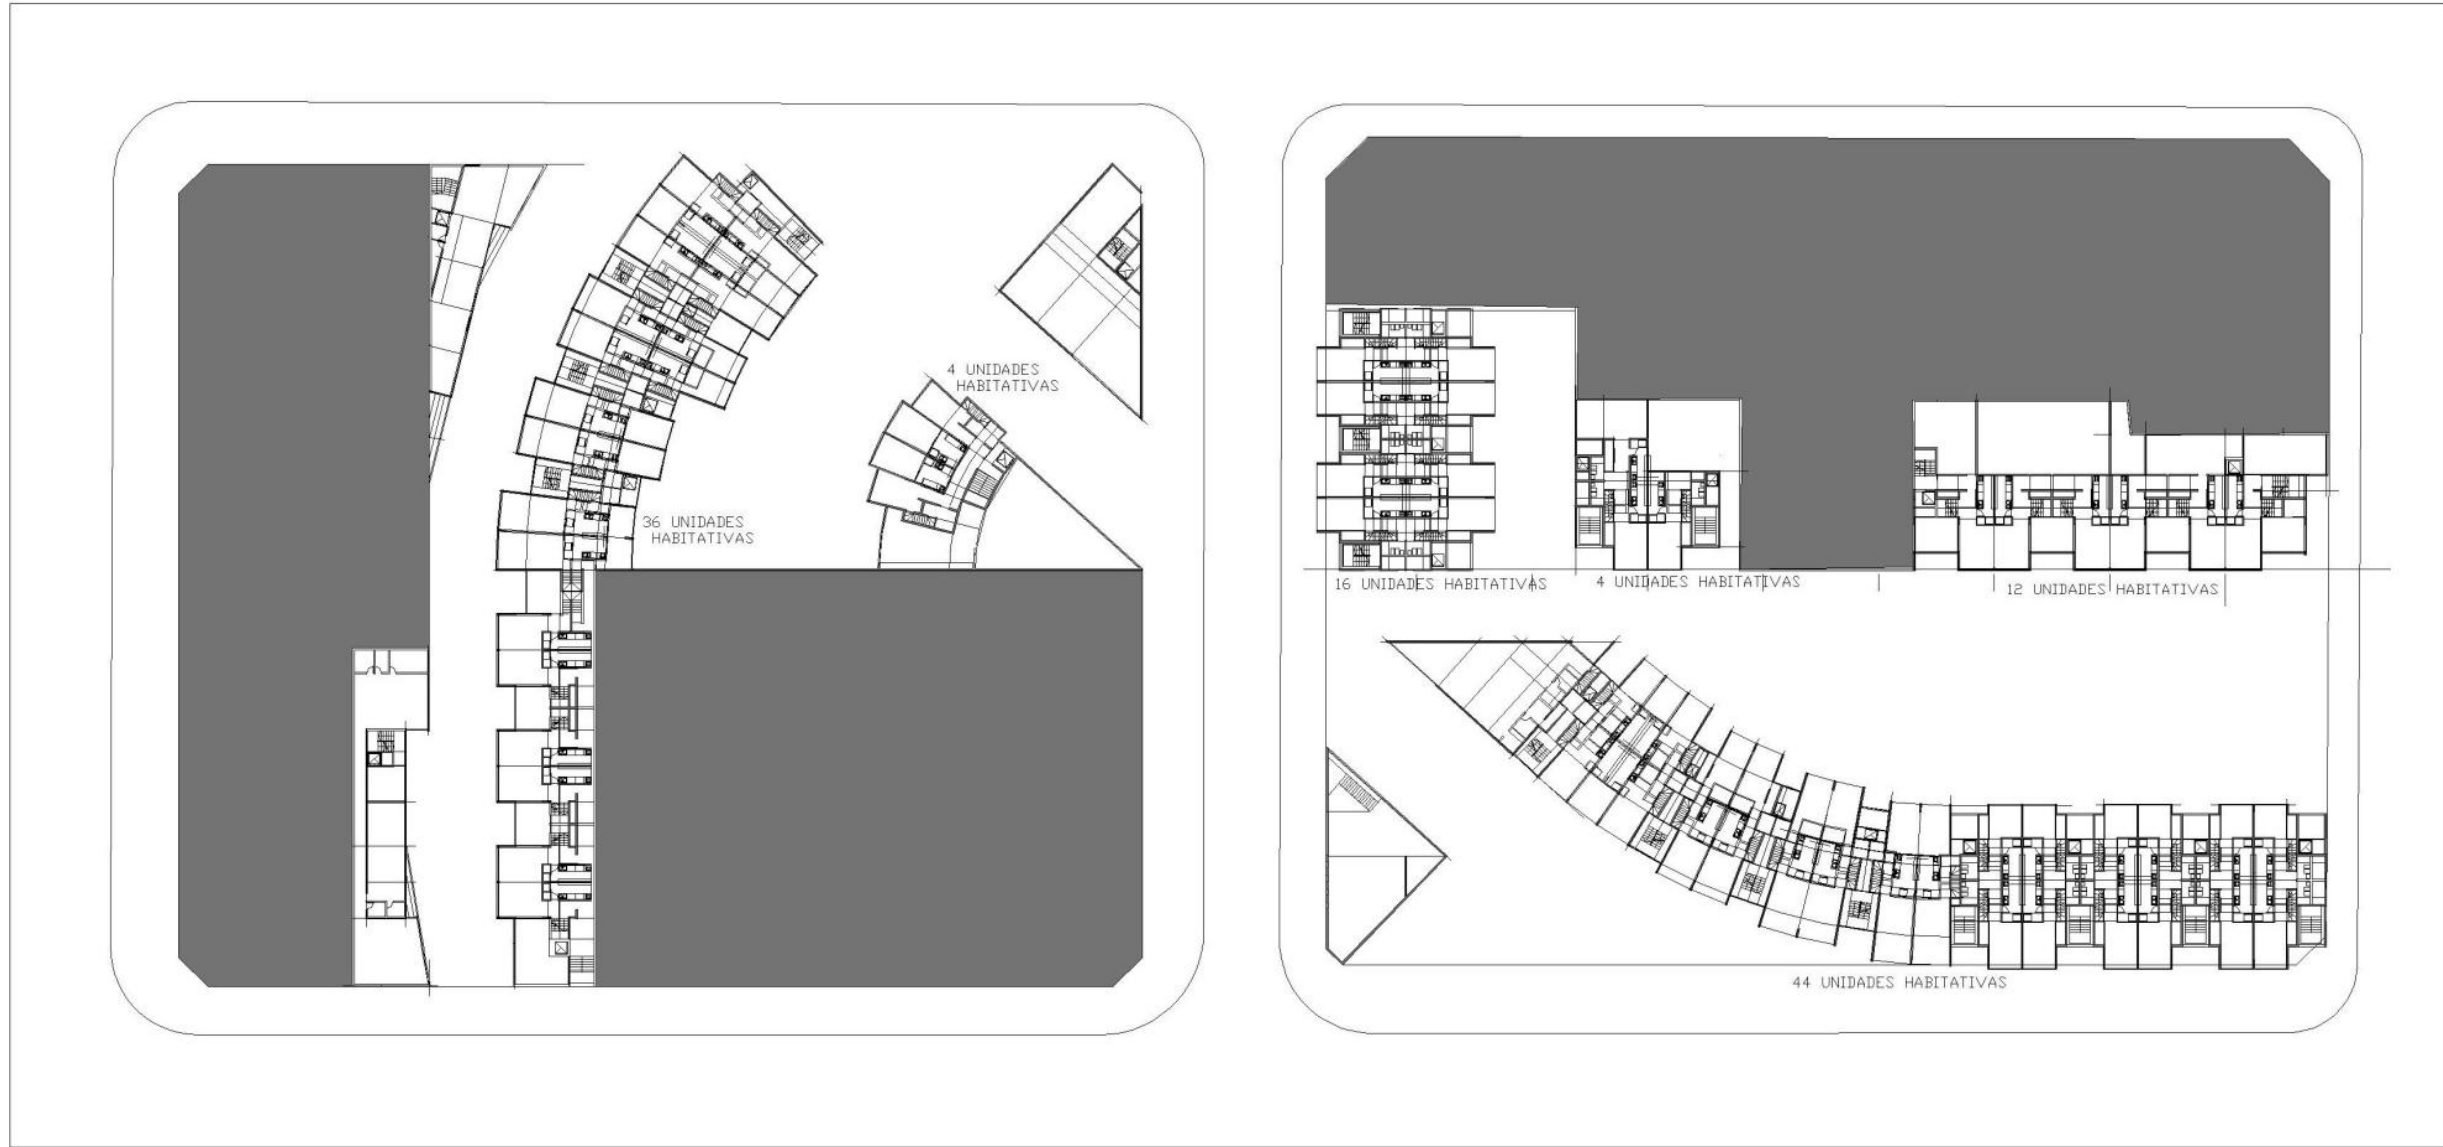 4 UNIDADES
HABITATIVAS
36 UNIDADES
HABITATIVAS
16 UNIDADES HABITATIVAS
4 UNIDADES HABITATIVAS
12 UNIDADES HABITATIVAS
44 UNIDADES HABITATIVAS